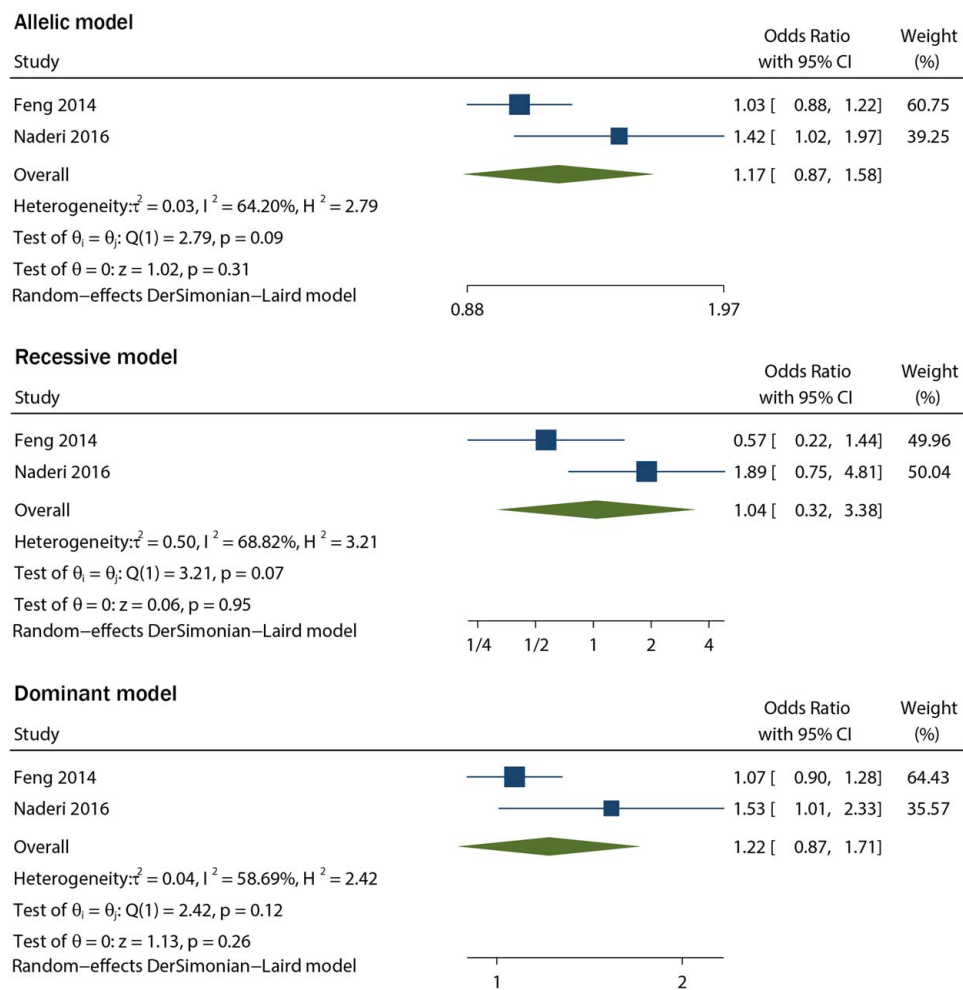 Allelic model
Odds Ratio Weight
Study with 95% CI (%)
Feng 2014 1.03 [ 0.88, 1.22] 60.75
Naderi 2016 1.42 [ 1.02, 1.97] 39.25
Overall 1.17 [ 0.87, 1.58]
Heterogeneity: τ² = 0.03, I² = 64.20%, H² = 2.79
Test of θᵢ = θⱼ: Q(1) = 2.79, p = 0.09
Test of θ = 0: z = 1.02, p = 0.31
Random−effects DerSimonian−Laird model
0.88 1.97
Recessive model
Odds Ratio Weight
Study with 95% CI (%)
Feng 2014 0.57 [ 0.22, 1.44] 49.96
Naderi 2016 1.89 [ 0.75, 4.81] 50.04
Overall 1.04 [ 0.32, 3.38]
Heterogeneity: τ² = 0.50, I² = 68.82%, H² = 3.21
Test of θᵢ = θⱼ: Q(1) = 3.21, p = 0.07
Test of θ = 0: z = 0.06, p = 0.95
Random−effects DerSimonian−Laird model
1/4 1/2 1 2 4
Dominant model
Odds Ratio Weight
Study with 95% CI (%)
Feng 2014 1.07 [ 0.90, 1.28] 64.43
Naderi 2016 1.53 [ 1.01, 2.33] 35.57
Overall 1.22 [ 0.87, 1.71]
Heterogeneity: τ² = 0.04, I² = 58.69%, H² = 2.42
Test of θᵢ = θⱼ: Q(1) = 2.42, p = 0.12
Test of θ = 0: z = 1.13, p = 0.26
Random−effects DerSimonian−Laird model
1 2